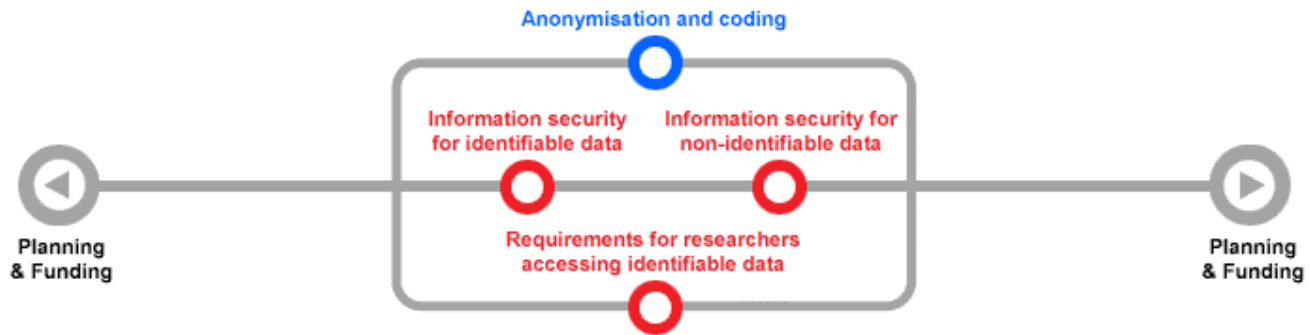 Anonymisation and coding
Information security
for identifiable data
Information security for
non-identifiable data
Planning
& Funding
Requirements for researchers
accessing identifiable data
Planning
& Funding